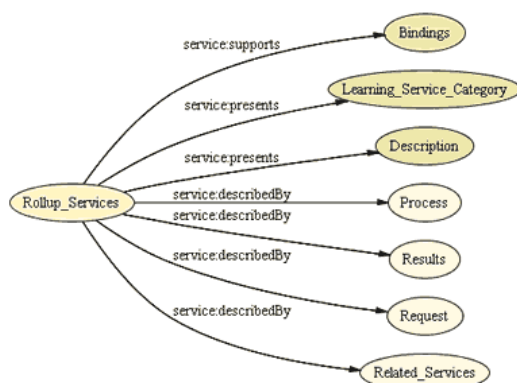 Bindings
service:supports
Learning_Service_Category
service:presents
Description
service:presents
Rollup_Services
service:describedBy
Process
service:describedBy
Results
service:describedBy
Request
service:describedBy
Related_Services